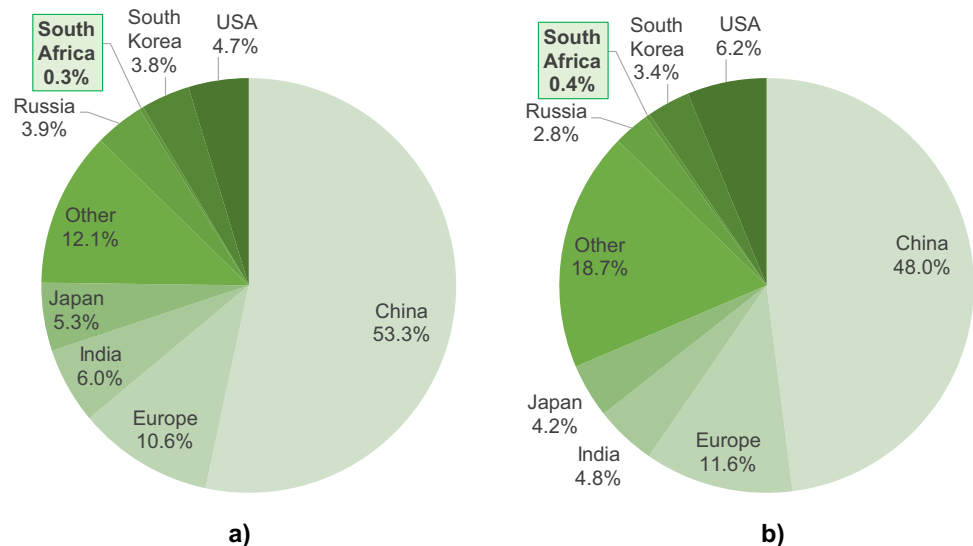 South
Africa
0.3%
South
Korea
3.8%
USA
4.7%
Russia
3.9%
Other
12.1%
Japan
5.3%
India
6.0%
Europe
10.6%
China
53.3%
a)
South
Africa
0.4%
South
Korea
3.4%
USA
6.2%
Russia
2.8%
Other
18.7%
Japan
4.2%
India
4.8%
Europe
11.6%
China
48.0%
b)